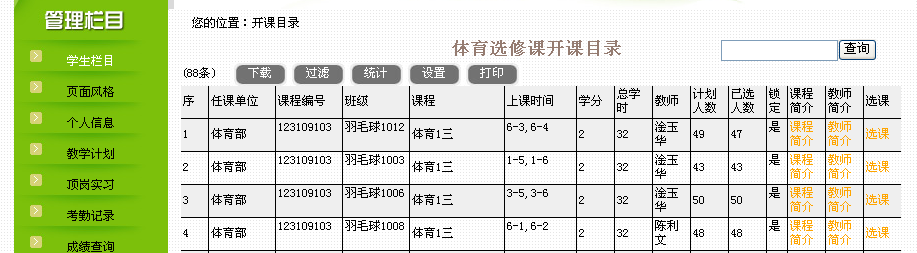 管理栏目
学生栏目
页面风格
个人信息
教学计划
顶岗实习
考勤记录
成绩查询
您的位置：开课目录
体育选修课开课目录
查询
(88条) 下载 过滤 统计 设置 打印
序 任课单位 课程编号 班级 课程 上课时间 学分 总学时 教师 计划人数 已选人数 锁定 课程简介 教师简介 选课
1 体育部 123109103 羽毛球1012 体育1三 6-3,6-4 2 32 淦玉华 49 47 是 课程简介 教师简介 选课
2 体育部 123109103 羽毛球1003 体育1三 1-5,1-6 2 32 淦玉华 43 43 是 课程简介 教师简介 选课
3 体育部 123109103 羽毛球1006 体育1三 3-5,3-6 2 32 淦玉华 50 50 是 课程简介 教师简介 选课
4 体育部 123109103 羽毛球1008 体育1三 6-1,6-2 2 32 陈利文 48 48 是 课程简介 教师简介 选课